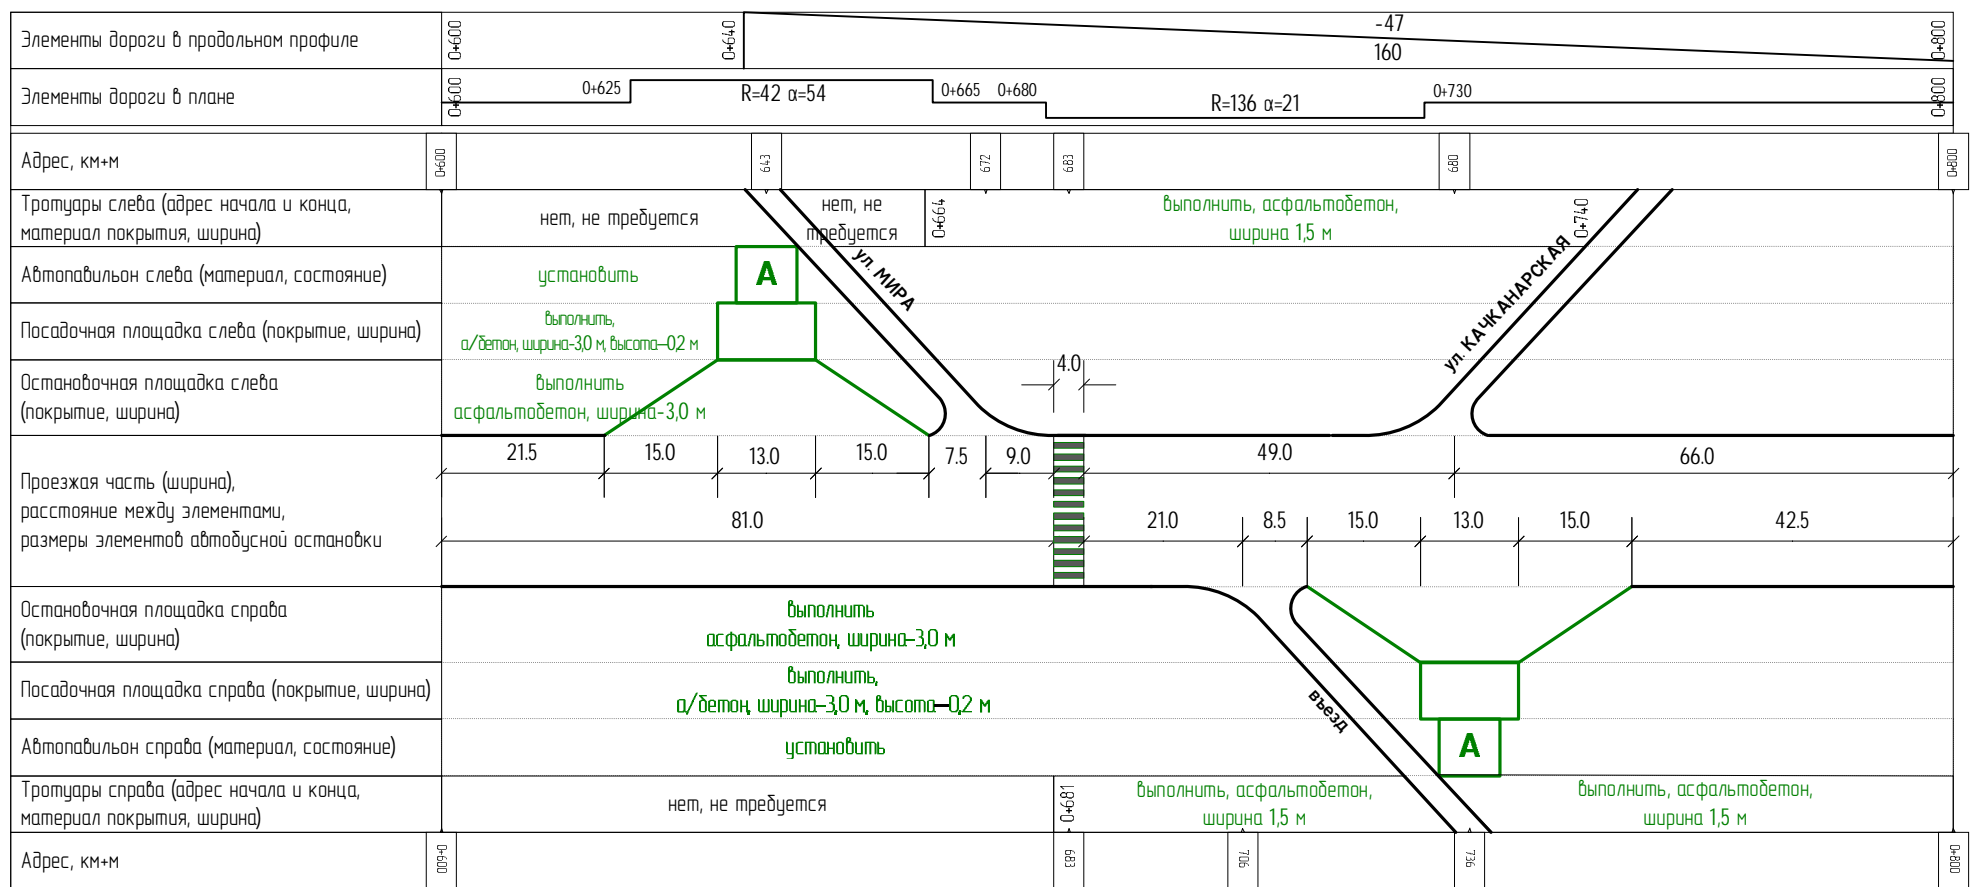 Элементы дороги в продольном профиле
0+600
0+640
-47
160
0+800
Элементы дороги в плане
0+600
0+625
R=42 α=54
0+665
0+680
R=136 α=21
0+730
0+800
Адрес, км+м
0+600
643
672
683
680
0+800
Тротуары слева (адрес начала и конца,
материал покрытия, ширина)
нет, не требуется
нет, не
требуется
0+664
выполнить, асфальтобетон,
ширина 1,5 м
0+740
Автопавильон слева (материал, состояние)
установить
А
ул. МИРА
ул. КАЧКАНАРСКАЯ
Посадочная площадка слева (покрытие, ширина)
выполнить,
а/бетон, ширина-3,0 м, высота-0,2 м
Остановочная площадка слева
(покрытие, ширина)
выполнить
асфальтобетон, ширина-3,0 м
4.0
Проезжая часть (ширина),
расстояние между элементами,
размеры элементов автобусной остановки
21.5
15.0
13.0
15.0
7.5
9.0
49.0
66.0
81.0
21.0
8.5
15.0
13.0
15.0
42.5
Остановочная площадка справа
(покрытие, ширина)
выполнить
асфальтобетон, ширина-3,0 м
Посадочная площадка справа (покрытие, ширина)
выполнить,
а/бетон, ширина-3,0 м, высота-0,2 м
въезд
Автопавильон справа (материал, состояние)
установить
А
Тротуары справа (адрес начала и конца,
материал покрытия, ширина)
нет, не требуется
0+681
выполнить, асфальтобетон,
ширина 1,5 м
выполнить, асфальтобетон,
ширина 1,5 м
Адрес, км+м
0+600
683
706
736
0+800